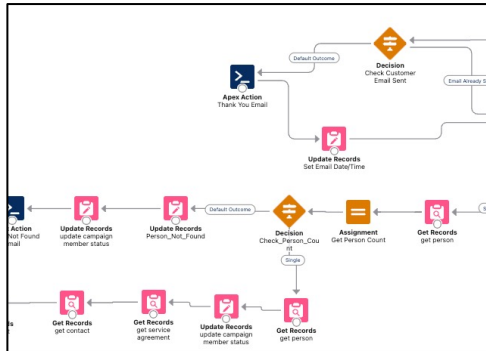 Default Outcome
Decision
Check Customer
Email Sent
Email Already S
Apex Action
Thank You Email
Update Records
Set Email Date/Time
Action
Not Found
mail
Update Records
update campaign
member status
Update Records
Person_Not_Found
Default Outcome
Decision
Check_Person_Cou
nt
Assignment
Get Person Count
Get Records
get person
S
Single
ds
t
Get Records
get contact
Get Records
get service
agreement
Update Records
update campaign
member status
Get Records
get person